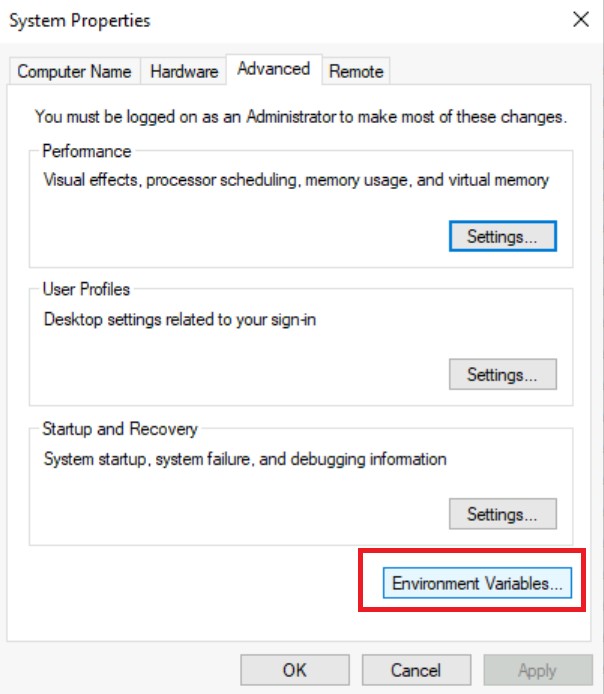 System Properties
Computer Name
Hardware
Advanced
Remote
You must be logged on as an Administrator to make most of these changes.
Performance
Visual effects, processor scheduling, memory usage, and virtual memory
Settings...
User Profiles
Desktop settings related to your sign-in
Settings...
Startup and Recovery
System startup, system failure, and debugging information
Settings...
Environment Variables...
OK
Cancel
Apply